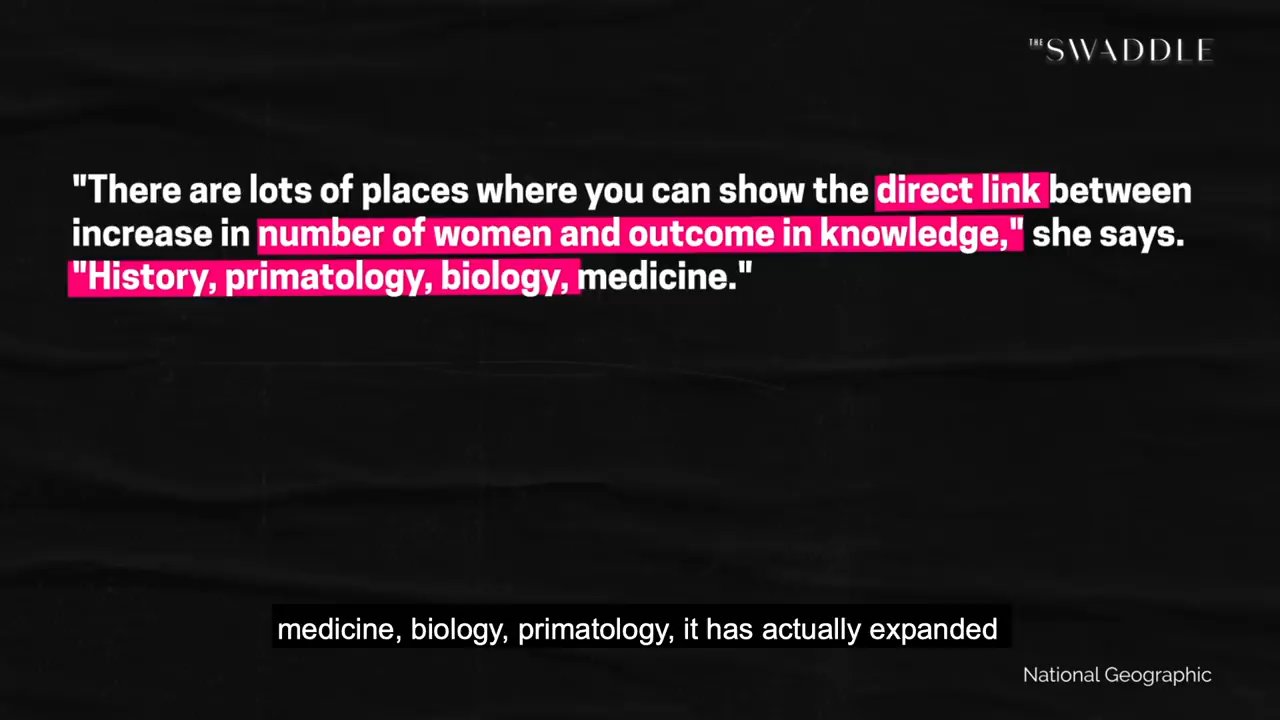 THE SWADDLE
"There are lots of places where you can show the direct link between
increase in number of women and outcome in knowledge," she says.
"History, primatology, biology, medicine."
medicine, biology, primatology, it has actually expanded
National Geographic